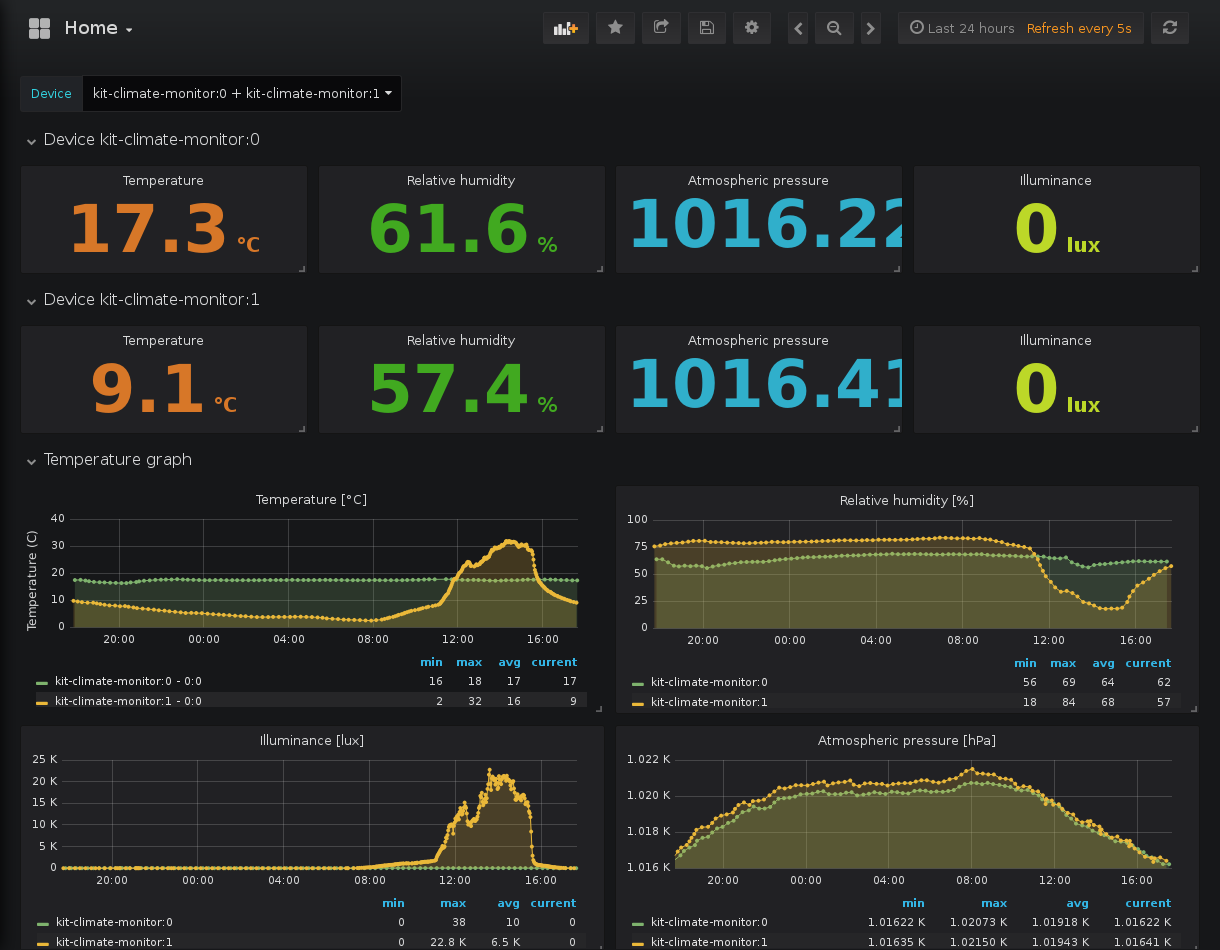 Home
Last 24 hours Refresh every 5s
Device kit-climate-monitor:0 + kit-climate-monitor:1
Device kit-climate-monitor:0
Temperature Relative humidity Atmospheric pressure Illuminance
17.3 °C 61.6 % 1016.22 0 lux
Device kit-climate-monitor:1
Temperature Relative humidity Atmospheric pressure Illuminance
9.1 °C 57.4 % 1016.41 0 lux
Temperature graph
Temperature [°C]
Temperature (C)
40
30
20
10
0
20:00 00:00 04:00 08:00 12:00 16:00
min max avg current
kit-climate-monitor:0 - 0:0 16 18 17 17
kit-climate-monitor:1 - 0:0 2 32 16 9
Relative humidity [%]
100
75
50
25
0
20:00 00:00 04:00 08:00 12:00 16:00
min max avg current
kit-climate-monitor:0 56 69 64 62
kit-climate-monitor:1 18 84 68 57
Illuminance [lux]
25 K
20 K
15 K
10 K
5 K
0
20:00 00:00 04:00 08:00 12:00 16:00
min max avg current
kit-climate-monitor:0 0 38 10 0
kit-climate-monitor:1 0 22.8 K 6.5 K 0
Atmospheric pressure [hPa]
1.022 K
1.020 K
1.018 K
1.016 K
20:00 00:00 04:00 08:00 12:00 16:00
min max avg current
kit-climate-monitor:0 1.01622 K 1.02073 K 1.01918 K 1.01622 K
kit-climate-monitor:1 1.01635 K 1.02150 K 1.01943 K 1.01641 K